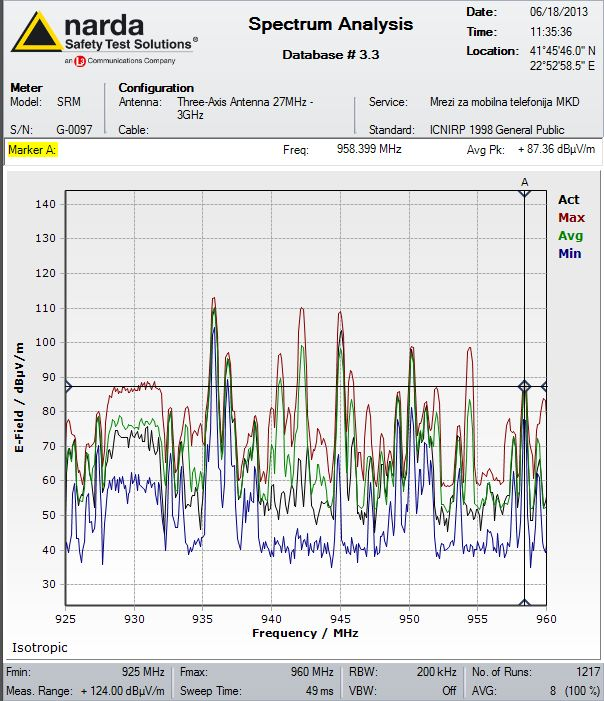 narda
Safety Test Solutions®
an L3 Communications Company
Spectrum Analysis
Database # 3.3
Date: 06/18/2013
Time: 11:35:36
Location: 41°45'46.0" N
22°52'58.5" E
Meter
Configuration
Model: SRM
Antenna: Three-Axis Antenna 27MHz - 3GHz
Service: Mrezi za mobilna telefonija MKD
S/N: G-0097
Cable:
Standard: ICNIRP 1998 General Public
Marker A: Freq: 958.399 MHz Avg Pk: + 87.36 dBµV/m
A
Act
Max
Avg
Min
140
130
120
110
100
90
80
70
60
50
40
30
E-Field / dBµV/m
925 930 935 940 945 950 955 960
Frequency / MHz
Isotropic
Fmin: 925 MHz Fmax: 960 MHz RBW: 200 kHz No. of Runs: 1217
Meas. Range: + 124.00 dBµV/m Sweep Time: 49 ms VBW: Off AVG: 8 (100 %)